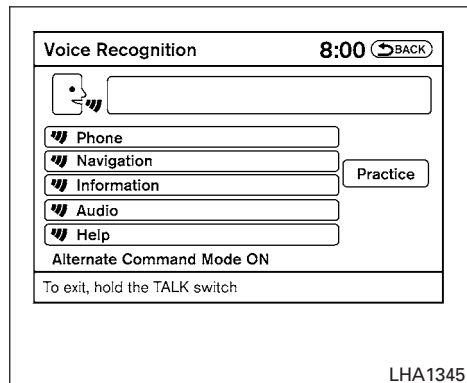 Voice Recognition 8:00 BACK
Phone
Navigation
Practice
Information
Audio
Help
Alternate Command Mode ON
To exit, hold the TALK switch
LHA1345